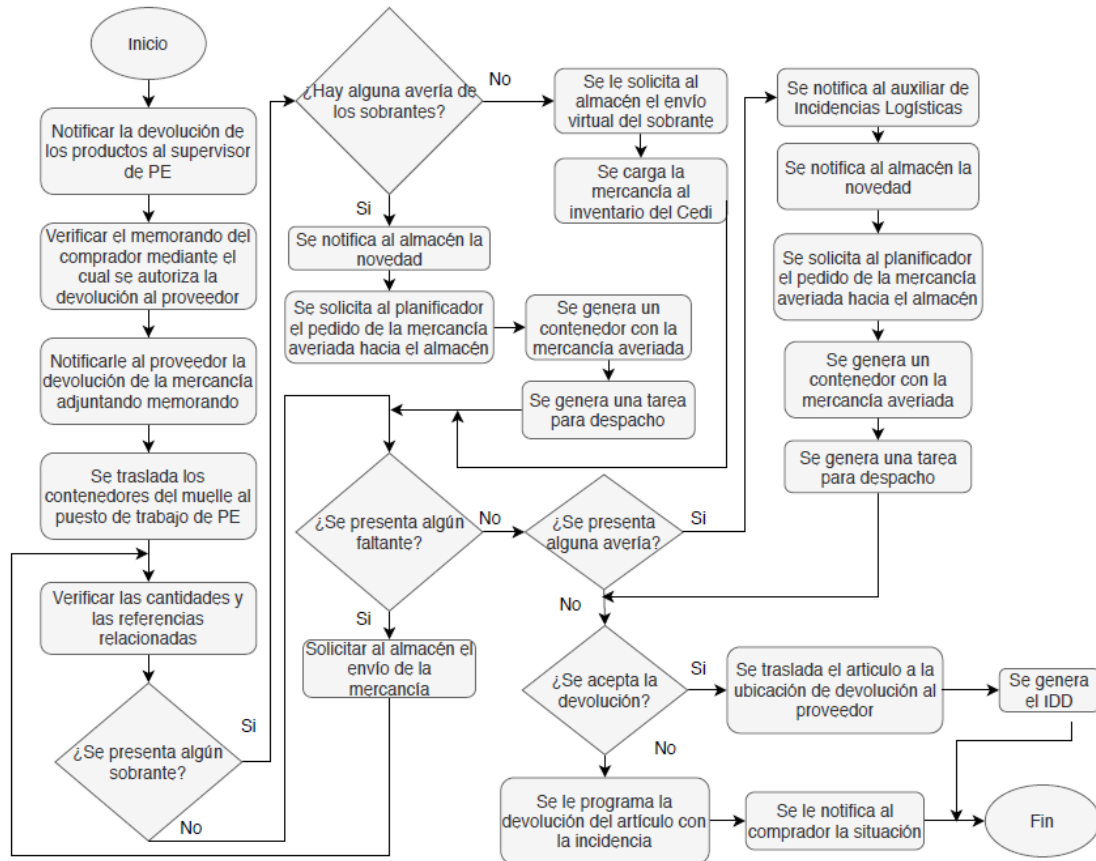 Inicio
Notificar la devolución de
los productos al supervisor
de PE
Verificar el memorando del
comprador mediante el
cual se autoriza la
devolución al proveedor
Notificarle al proveedor la
devolución de la mercancía
adjuntando memorando
Se traslada los
contenedores del muelle al
puesto de trabajo de PE
Verificar las cantidades y
las referencias
relacionadas
¿Se presenta algún
sobrante?
Si
No
¿Hay alguna avería de
los sobrantes?
No
Si
Se le solicita al
almacén el envío
virtual del sobrante
Se carga la
mercancía al
inventario del Cedi
Se notifica al almacén la
novedad
Se solicita al planificador
el pedido de la mercancía
averiada hacia el almacén
Se genera un
contenedor con la
mercancía averiada
Se genera una tarea
para despacho
¿Se presenta algún
faltante?
No
Si
Solicitar al almacén el
envío de la
mercancía
¿Se presenta
alguna avería?
Si
No
Se notifica al auxiliar de
Incidencias Logísticas
Se notifica al almacén la
novedad
Se solicita al planificador
el pedido de la mercancía
averiada hacia el almacén
Se genera un
contenedor con la
mercancía averiada
Se genera una tarea
para despacho
¿Se acepta la
devolución?
Si
No
Se traslada el articulo a la
ubicación de devolución al
proveedor
Se genera
el IDD
Se le programa la
devolución del artículo con
la incidencia
Se le notifica al
comprador la situación
Fin